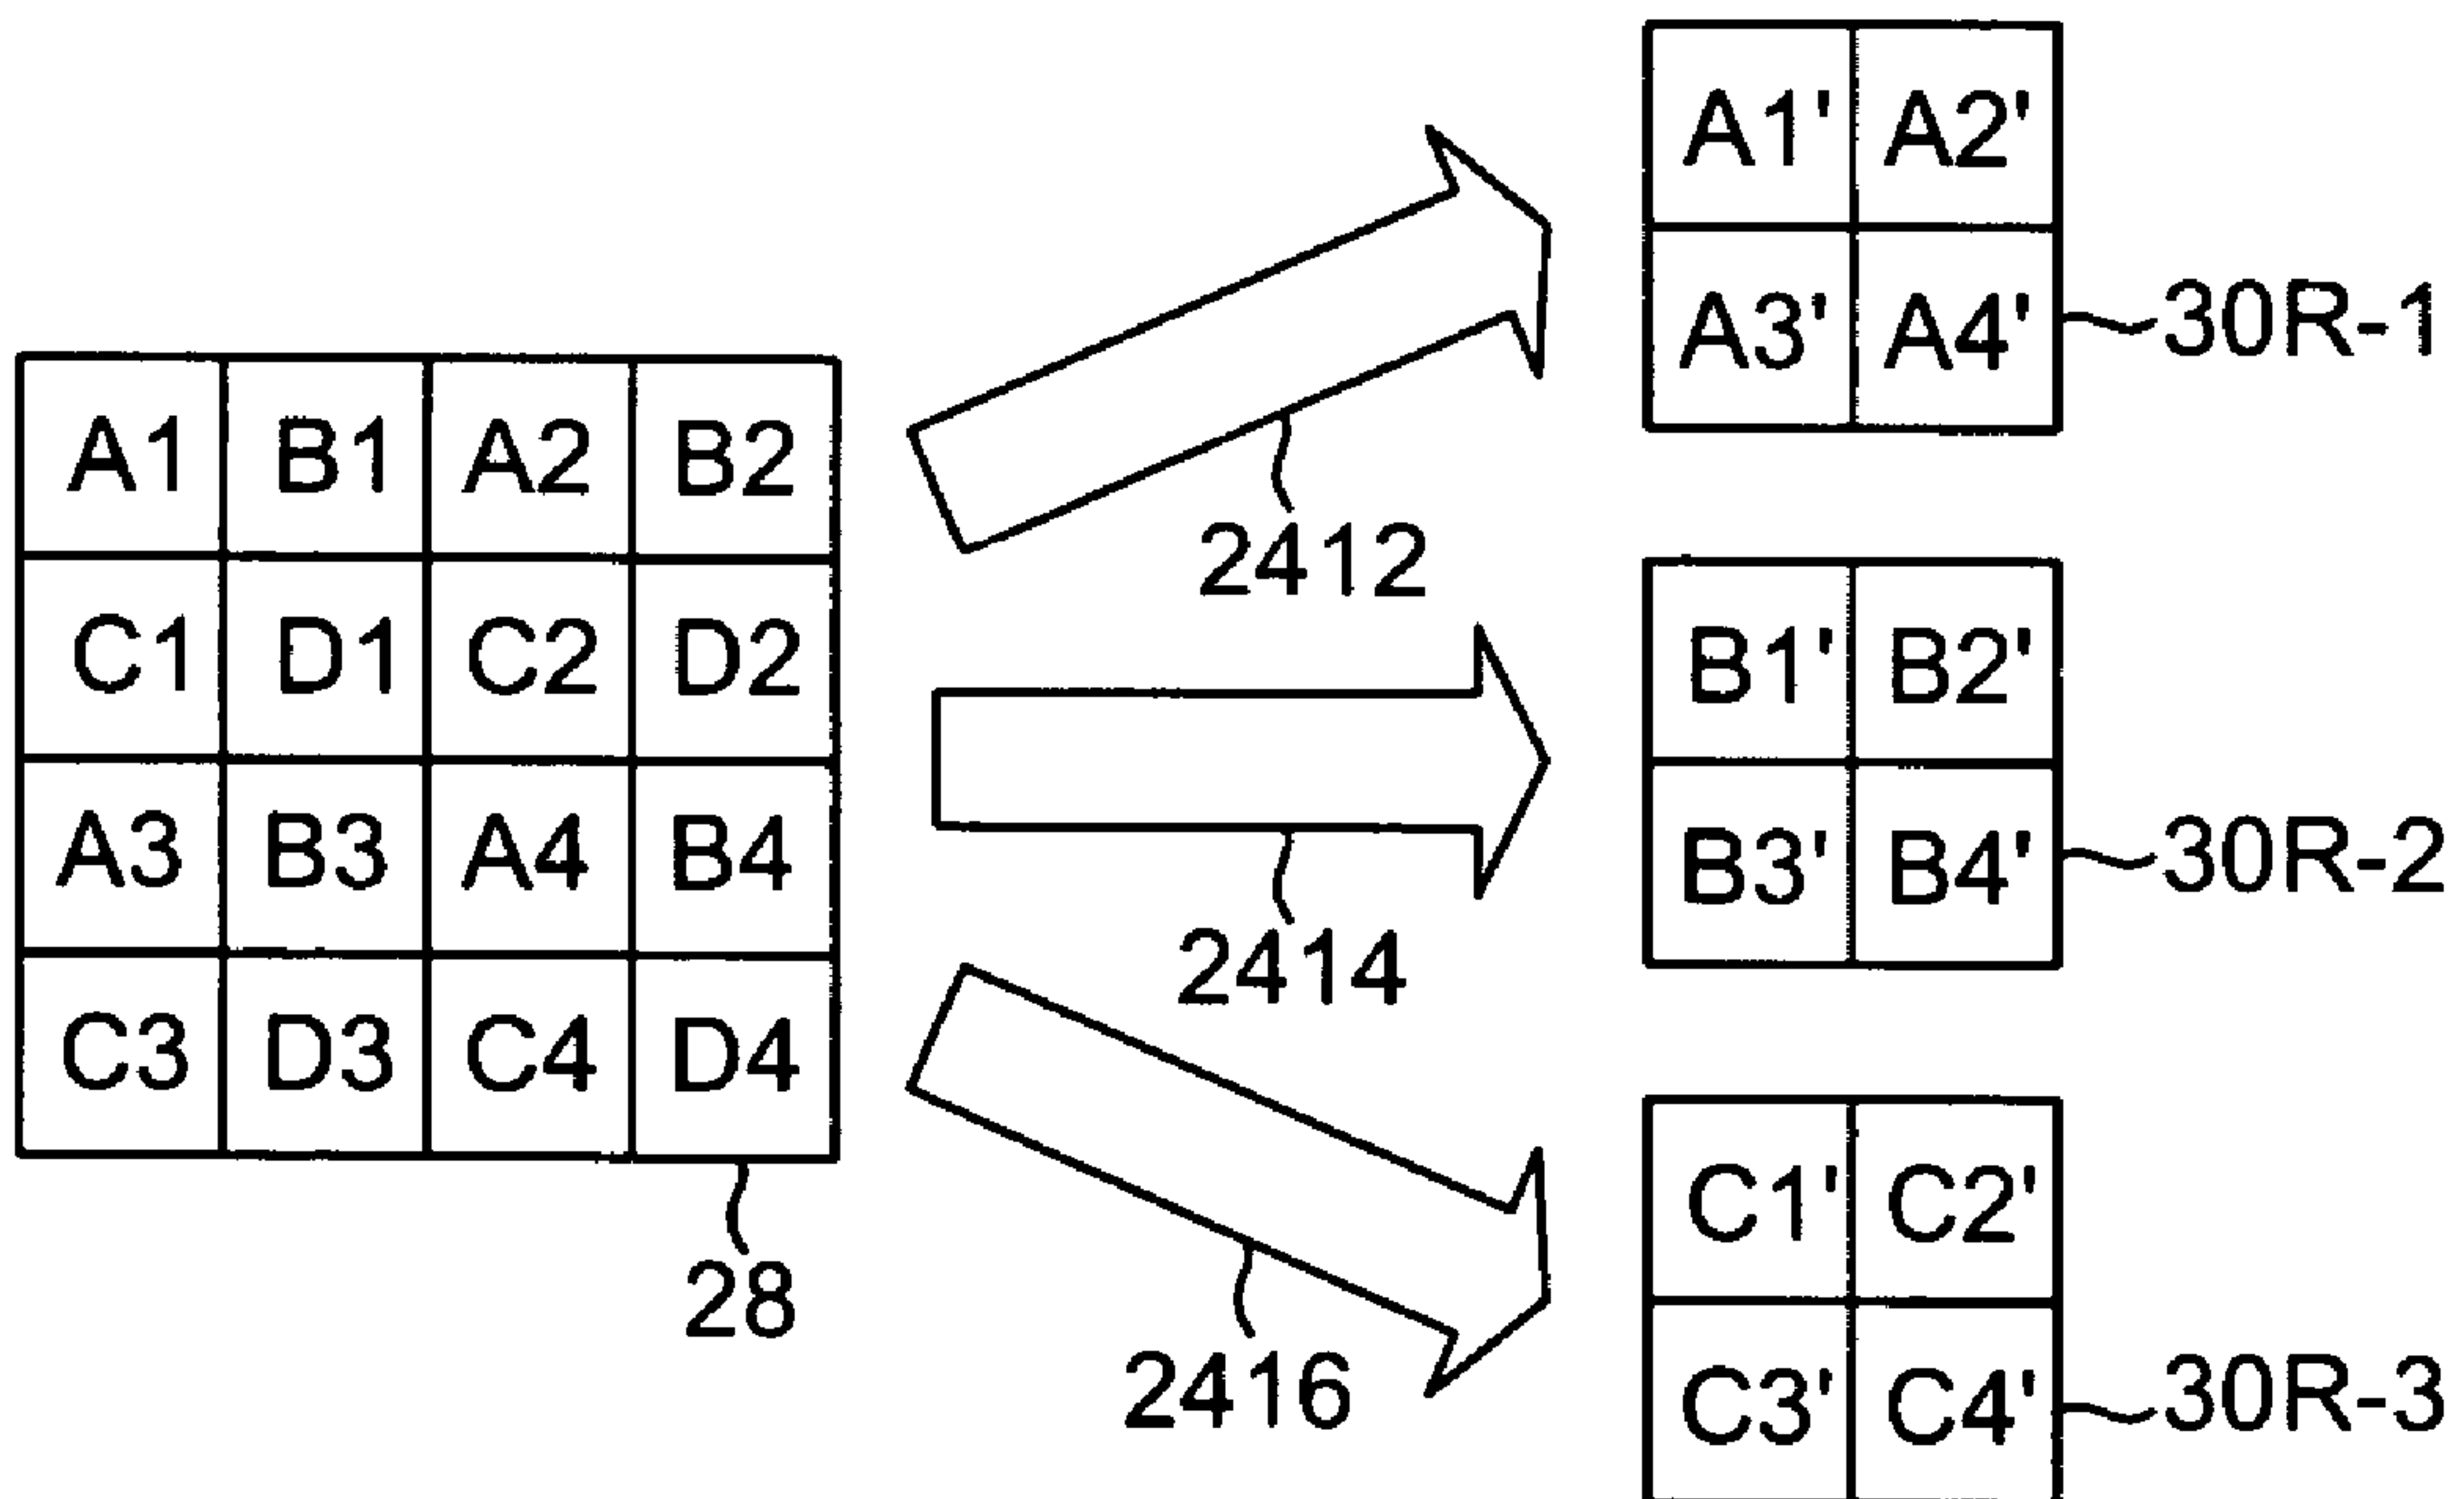 A1 B1 A2 B2
C1 D1 C2 D2
A3 B3 A4 B4
C3 D3 C4 D4
28
2412
2414
2416
A1' A2'
A3' A4'
30R-1
B1' B2'
B3' B4'
30R-2
C1' C2'
C3' C4'
30R-3